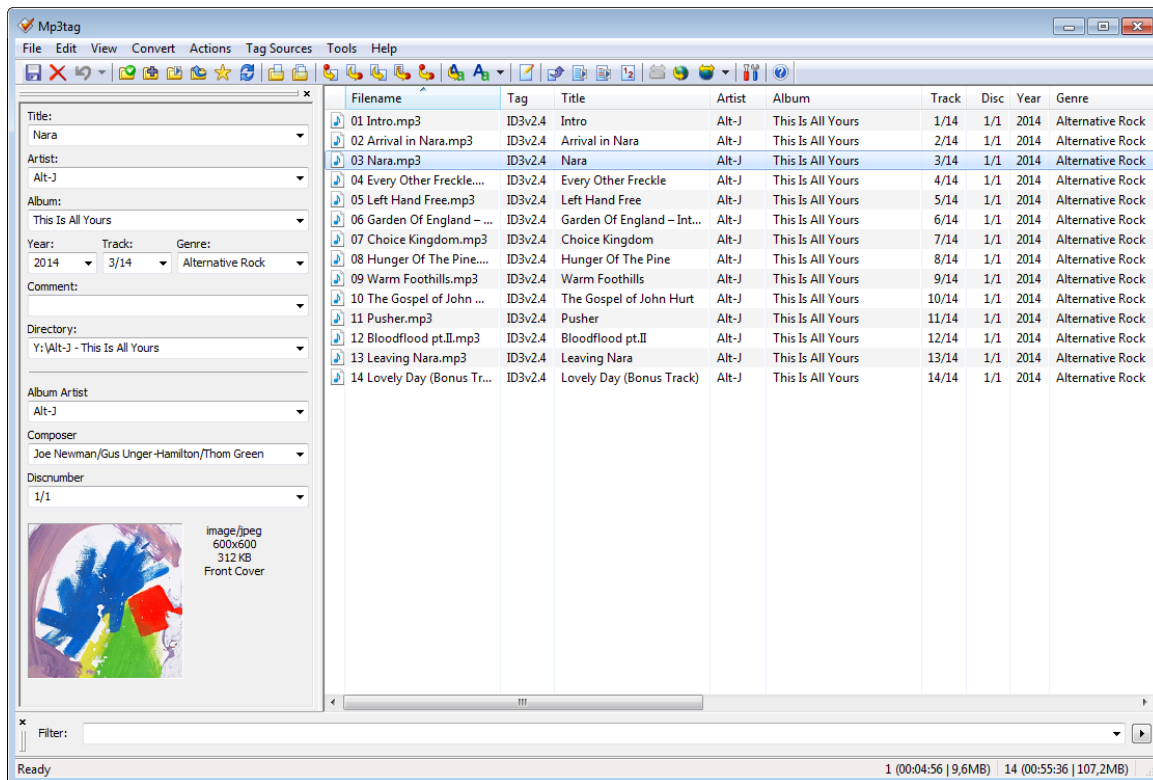 Mp3tag
File Edit View Convert Actions Tag Sources Tools Help
Title:
Nara
Artist:
Alt-J
Album:
This Is All Yours
Year: Track: Genre:
2014 3/14 Alternative Rock
Comment:
Directory:
Y:\Alt-J - This Is All Yours
Album Artist
Alt-J
Composer
Joe Newman/Gus Unger-Hamilton/Thom Green
Discnumber
1/1
image/jpeg
600x600
312 KB
Front Cover
Filename Tag Title Artist Album Track Disc Year Genre
01 Intro.mp3 ID3v2.4 Intro Alt-J This Is All Yours 1/14 1/1 2014 Alternative Rock
02 Arrival in Nara.mp3 ID3v2.4 Arrival in Nara Alt-J This Is All Yours 2/14 1/1 2014 Alternative Rock
03 Nara.mp3 ID3v2.4 Nara Alt-J This Is All Yours 3/14 1/1 2014 Alternative Rock
04 Every Other Freckle.... ID3v2.4 Every Other Freckle Alt-J This Is All Yours 4/14 1/1 2014 Alternative Rock
05 Left Hand Free.mp3 ID3v2.4 Left Hand Free Alt-J This Is All Yours 5/14 1/1 2014 Alternative Rock
06 Garden Of England – ... ID3v2.4 Garden Of England – Int... Alt-J This Is All Yours 6/14 1/1 2014 Alternative Rock
07 Choice Kingdom.mp3 ID3v2.4 Choice Kingdom Alt-J This Is All Yours 7/14 1/1 2014 Alternative Rock
08 Hunger Of The Pine.... ID3v2.4 Hunger Of The Pine Alt-J This Is All Yours 8/14 1/1 2014 Alternative Rock
09 Warm Foothills.mp3 ID3v2.4 Warm Foothills Alt-J This Is All Yours 9/14 1/1 2014 Alternative Rock
10 The Gospel of John ... ID3v2.4 The Gospel of John Hurt Alt-J This Is All Yours 10/14 1/1 2014 Alternative Rock
11 Pusher.mp3 ID3v2.4 Pusher Alt-J This Is All Yours 11/14 1/1 2014 Alternative Rock
12 Bloodflood pt.II.mp3 ID3v2.4 Bloodflood pt.II Alt-J This Is All Yours 12/14 1/1 2014 Alternative Rock
13 Leaving Nara.mp3 ID3v2.4 Leaving Nara Alt-J This Is All Yours 13/14 1/1 2014 Alternative Rock
14 Lovely Day (Bonus Tr... ID3v2.4 Lovely Day (Bonus Track) Alt-J This Is All Yours 14/14 1/1 2014 Alternative Rock
Filter:
Ready 1 (00:04:56 | 9,6MB) 14 (00:55:36 | 107,2MB)